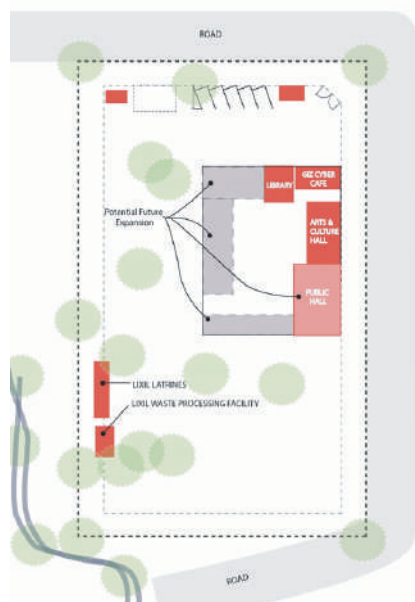 ROAD
LIBRARY
GIZ CYBER
CAFE
Potential Future
Expansion
ARTS &
CULTURE
HALL
PUBLIC
HALL
LIXIL LATRINES
LIXIL WASTE PROCESSING FACILITY
ROAD